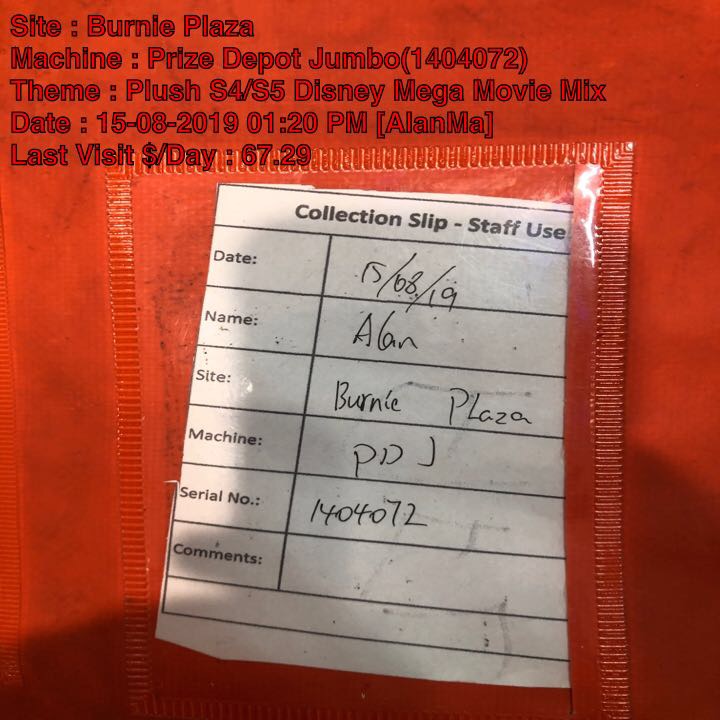 Site : Burnie Plaza
Machine : Prize Depot Jumbo(1404072)
Theme : Plush S4/S5 Disney Mega Movie Mix
Date : 15-08-2019 01:20 PM [AlanMa]
Last Visit $/Day : 67.29
Collection Slip - Staff Use
Date: 15/08/19
Name: Alan
Site: Burnie Plaza
Machine: PDJ
Serial No.: 1404072
Comments: